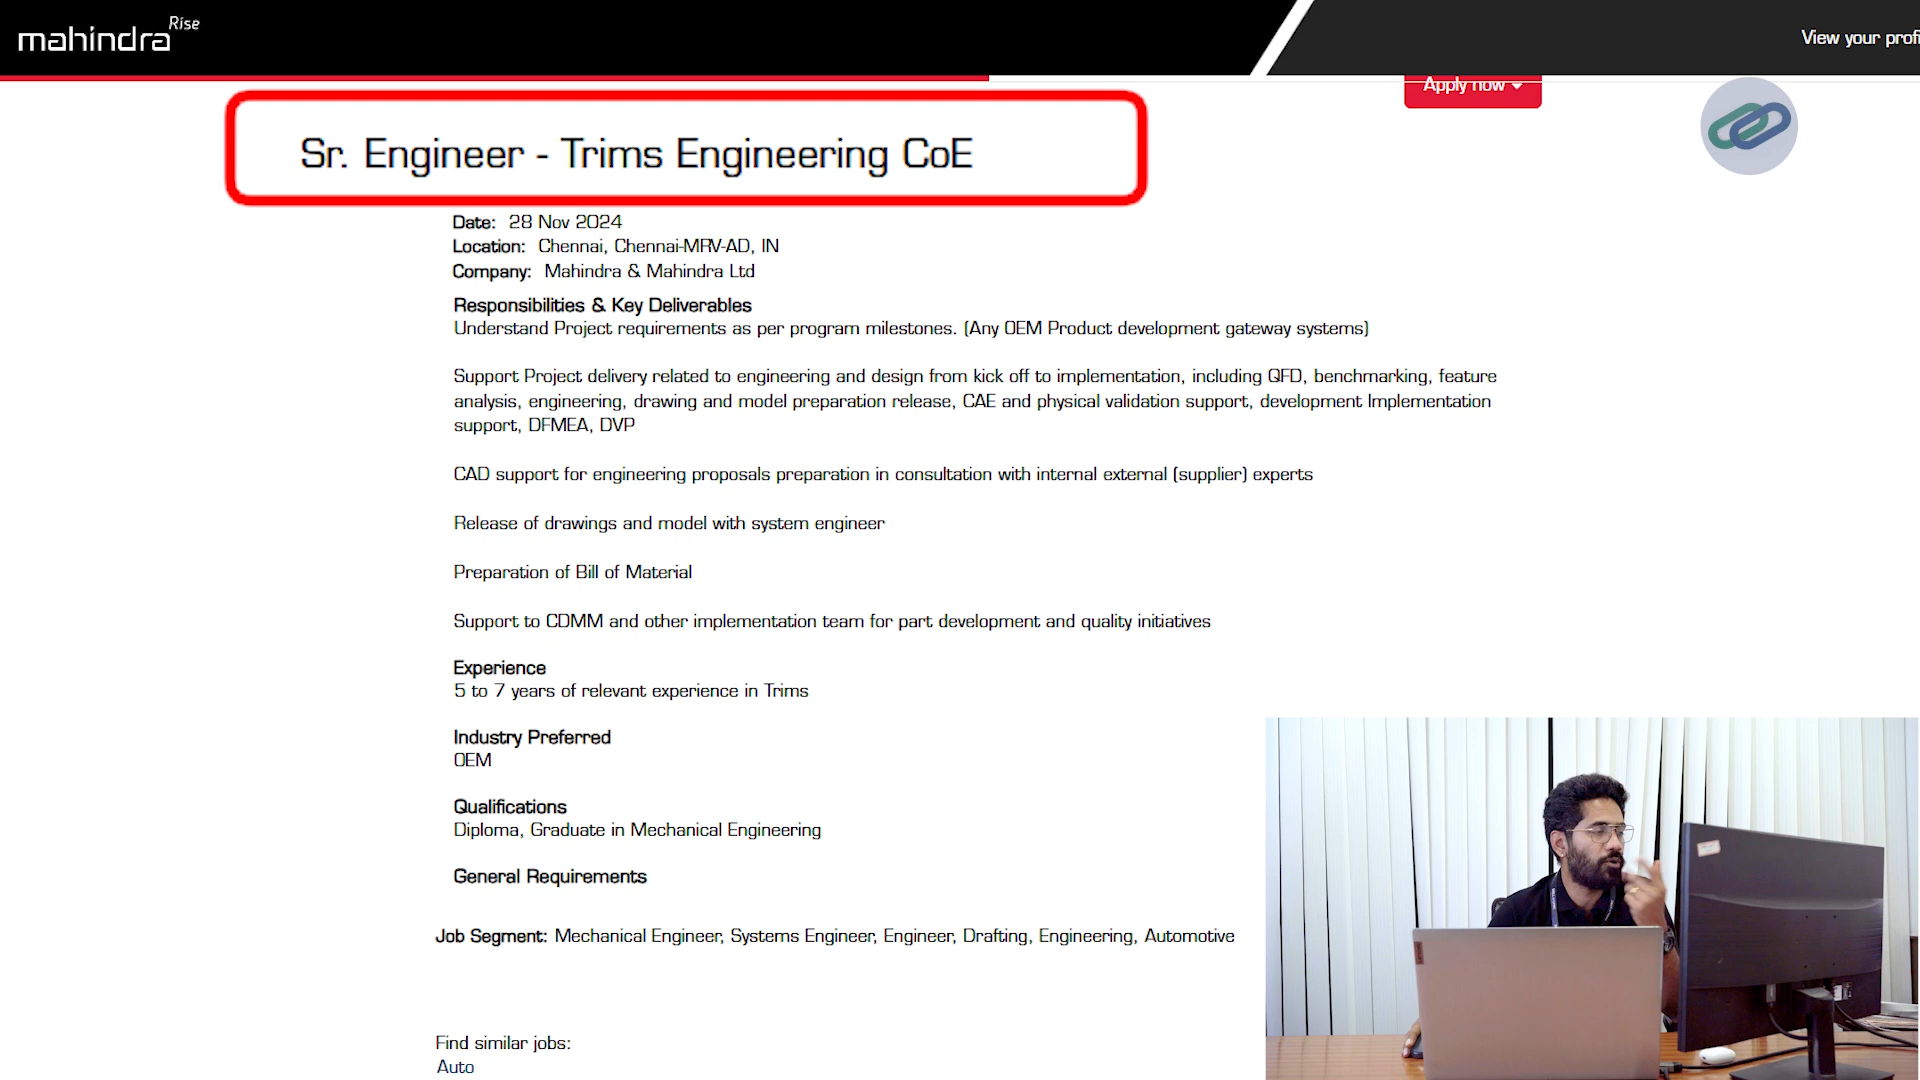 mahindra Rise
View your profi
Apply now
Sr. Engineer - Trims Engineering CoE
Date: 28 Nov 2024
Location: Chennai, Chennai-MRV-AD, IN
Company: Mahindra & Mahindra Ltd
Responsibilities & Key Deliverables
Understand Project requirements as per program milestones. (Any OEM Product development gateway systems)
Support Project delivery related to engineering and design from kick off to implementation, including QFD, benchmarking, feature
analysis, engineering, drawing and model preparation release, CAE and physical validation support, development Implementation
support, DFMEA, DVP
CAD support for engineering proposals preparation in consultation with internal external (supplier) experts
Release of drawings and model with system engineer
Preparation of Bill of Material
Support to CDMM and other implementation team for part development and quality initiatives
Experience
5 to 7 years of relevant experience in Trims
Industry Preferred
OEM
Qualifications
Diploma, Graduate in Mechanical Engineering
General Requirements
Job Segment: Mechanical Engineer, Systems Engineer, Engineer, Drafting, Engineering, Automotive
Find similar jobs:
Auto